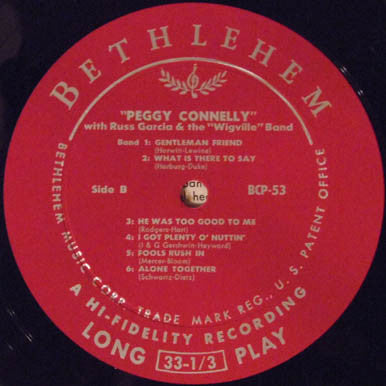 BETHLEHEM
"PEGGY CONNELLY"
with Russ Garcia & the "Wigville" Band
Band 1: GENTLEMAN FRIEND
(Horwitt-Lewine)
2: WHAT IS THERE TO SAY
(Harburg-Duke)
Side B
BCP-53
3: HE WAS TOO GOOD TO ME
(Rodgers-Hart)
4: I GOT PLENTY O' NUTTIN'
(I & G Gershwin-Heyward)
5: FOOLS RUSH IN
(Mercer-Bloom)
6: ALONE TOGETHER
(Schwartz-Dietz)
BETHLEHEM MUSIC CORP. TRADE MARK REG., U. S. PATENT OFFICE
A HI-FIDELITY RECORDING
LONG 33-1/3 PLAY